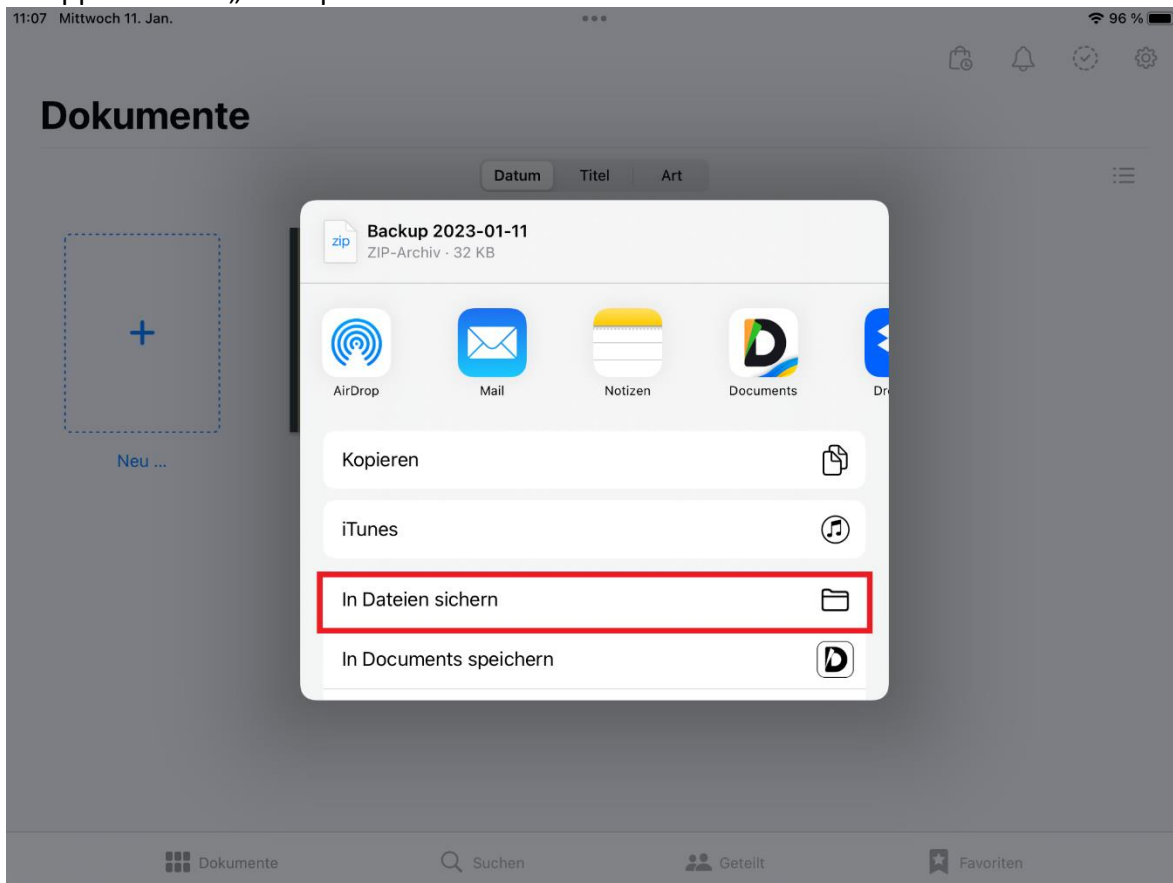 11:07 Mittwoch 11. Jan.
96 %
Dokumente
Datum Titel Art
zip
Backup 2023-01-11
ZIP-Archiv · 32 KB
AirDrop Mail Notizen Documents
Neu ...
Kopieren
iTunes
In Dateien sichern
In Documents speichern
Dokumente Suchen Geteilt Favoriten